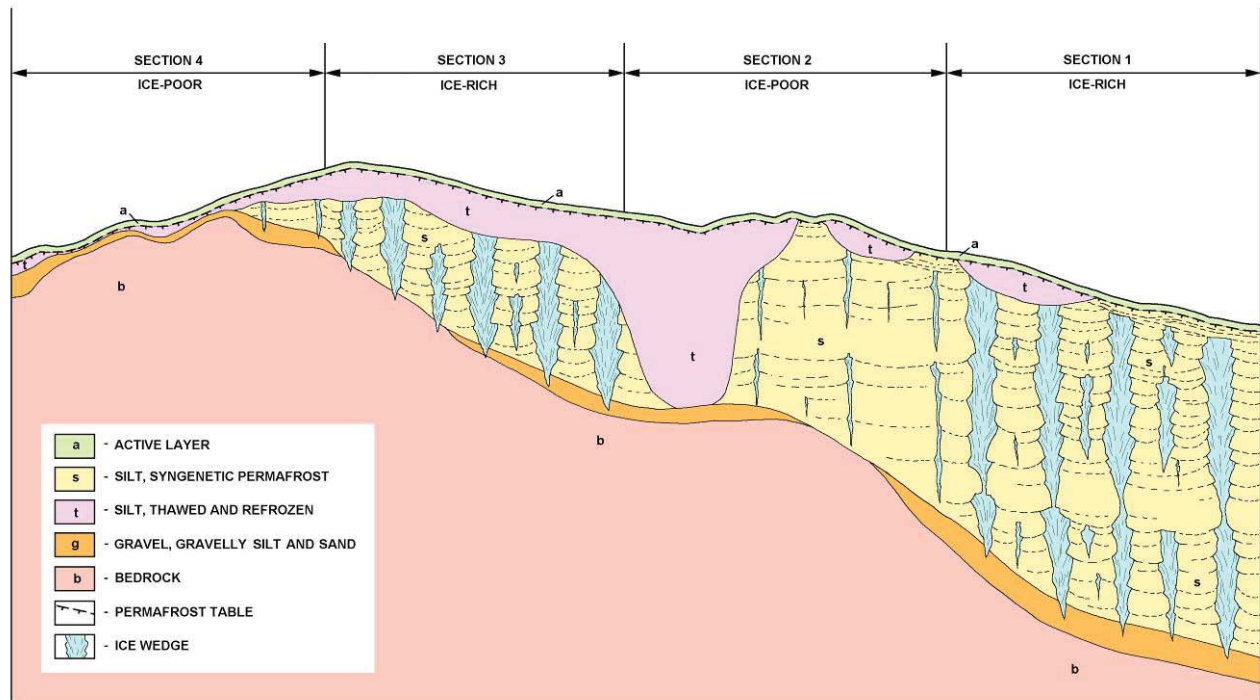 SECTION 4
SECTION 3
SECTION 2
SECTION 1
ICE-POOR
ICE-RICH
ICE-POOR
ICE-RICH
a
a
t
a
s
t
t
t
b
s
s
t
b
s
b
a - ACTIVE LAYER
s - SILT, SYNGENETIC PERMAFROST
t - SILT, THAWED AND REFROZEN
g - GRAVEL, GRAVELLY SILT AND SAND
b - BEDROCK
- PERMAFROST TABLE
- ICE WEDGE